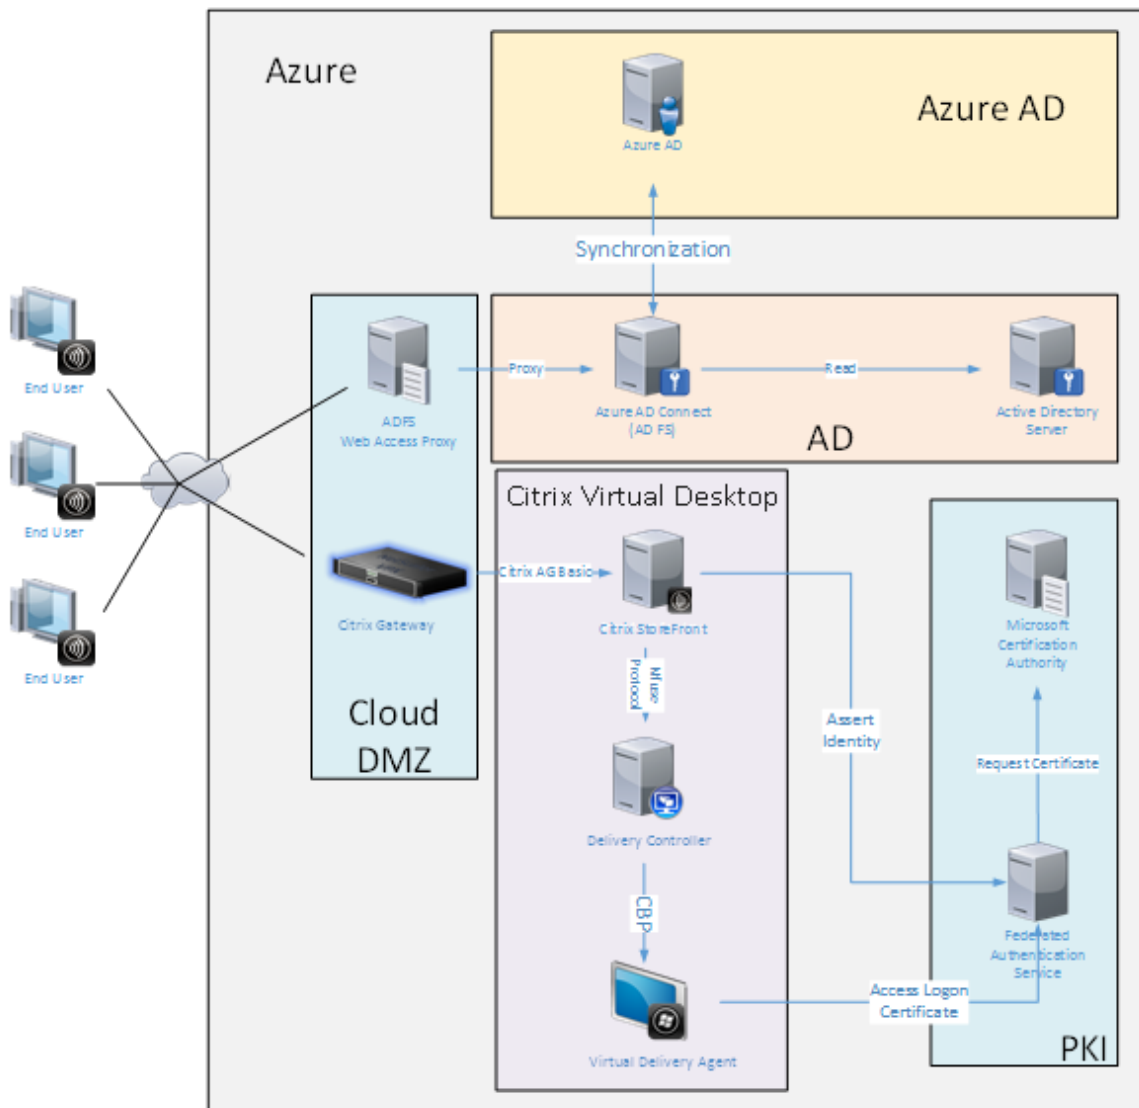 Azure
Azure AD
Azure AD
Synchronization
End User
End User
End User
ADFS
Web Access Proxy
Proxy
Azure AD Connect
(AD FS)
Read
Active Directory
Server
AD
Citrix Gateway
Cloud
DMZ
Citrix AG Basic
Citrix Virtual Desktop
Citrix StoreFront
Nfuse
Protocol
Delivery Controller
CBP
Virtual Delivery Agent
Assert
Identity
Access Logon
Certificate
Microsoft
Certification
Authority
Request Certificate
Federated
Authentication
Service
PKI